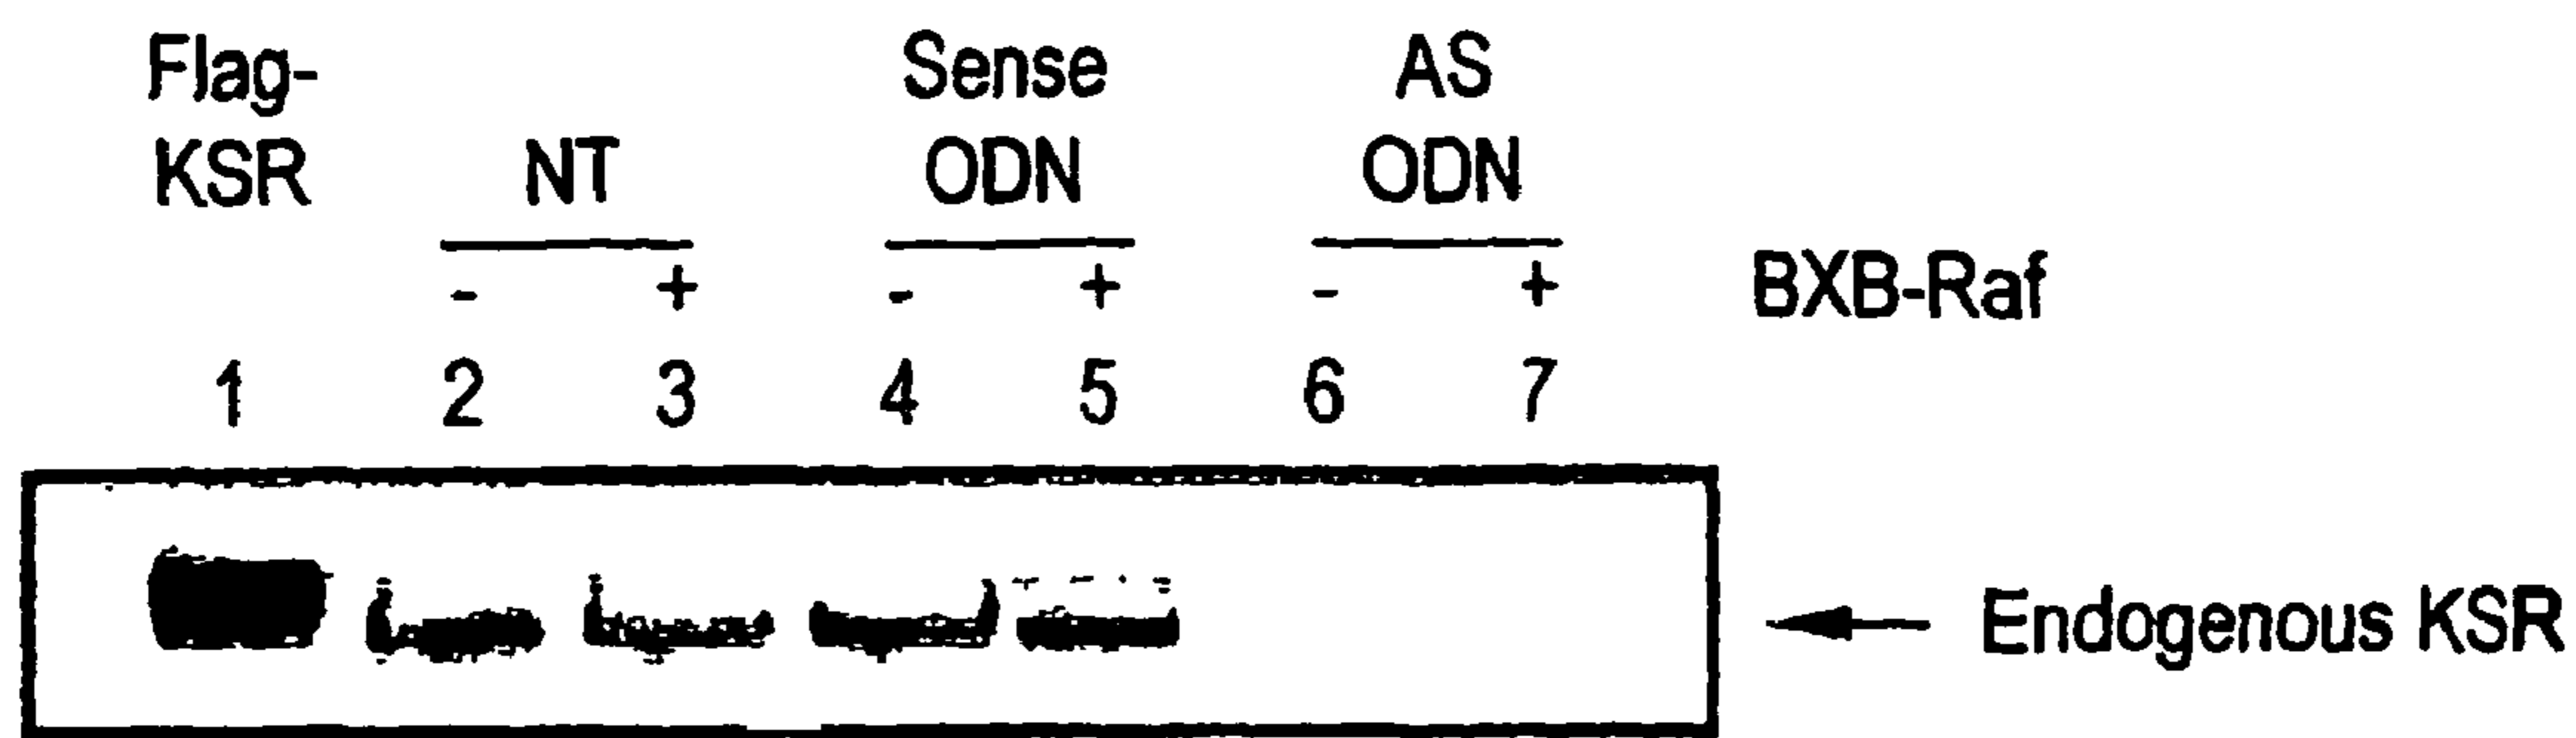 Flag- Sense AS
KSR NT ODN ODN
- + - + - + BXB-Raf
1 2 3 4 5 6 7
Endogenous KSR